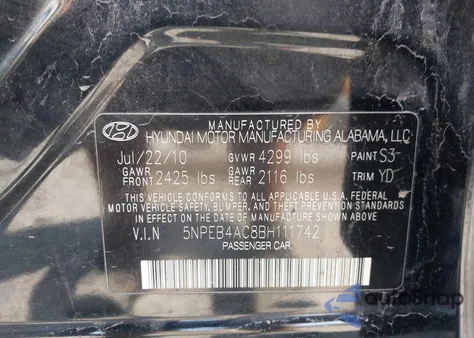 MANUFACTURED BY
HYUNDAI MOTOR MANUFACTURING ALABAMA, LLC
Jul/22/10 GVWR 4299 lbs PAINT S3
GAWR FRONT 2425 lbs GAWR REAR 2116 lbs TRIM YD
THIS VEHICLE CONFORMS TO ALL APPLICABLE U.S.A. FEDERAL
MOTOR VEHICLE SAFETY, BUMPER, AND THEFT PREVENTION STANDARDS
IN EFFECT ON THE DATE OF MANUFACTURE SHOWN ABOVE.
V.I.N 5NPEB4AC8BH111742
PASSENGER CAR
auto8nap